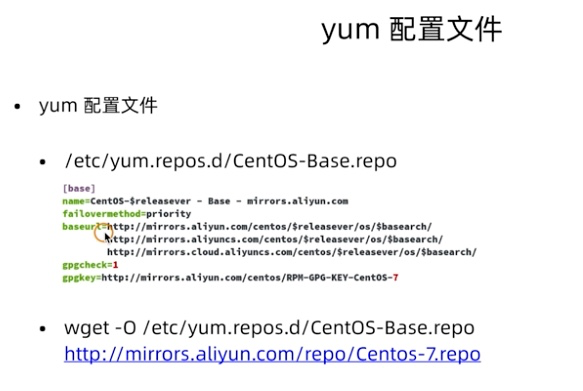 yum 配置文件
• yum 配置文件
• /etc/yum.repos.d/CentOS-Base.repo
[base]
name=CentOS-$releasever - Base - mirrors.aliyun.com
failovermethod=priority
baseurl=http://mirrors.aliyun.com/centos/$releasever/os/$basearch/
http://mirrors.aliyuncs.com/centos/$releasever/os/$basearch/
http://mirrors.cloud.aliyuncs.com/centos/$releasever/os/$basearch/
gpgcheck=1
gpgkey=http://mirrors.aliyun.com/centos/RPM-GPG-KEY-CentOS-7
• wget -O /etc/yum.repos.d/CentOS-Base.repo
http://mirrors.aliyun.com/repo/Centos-7.repo